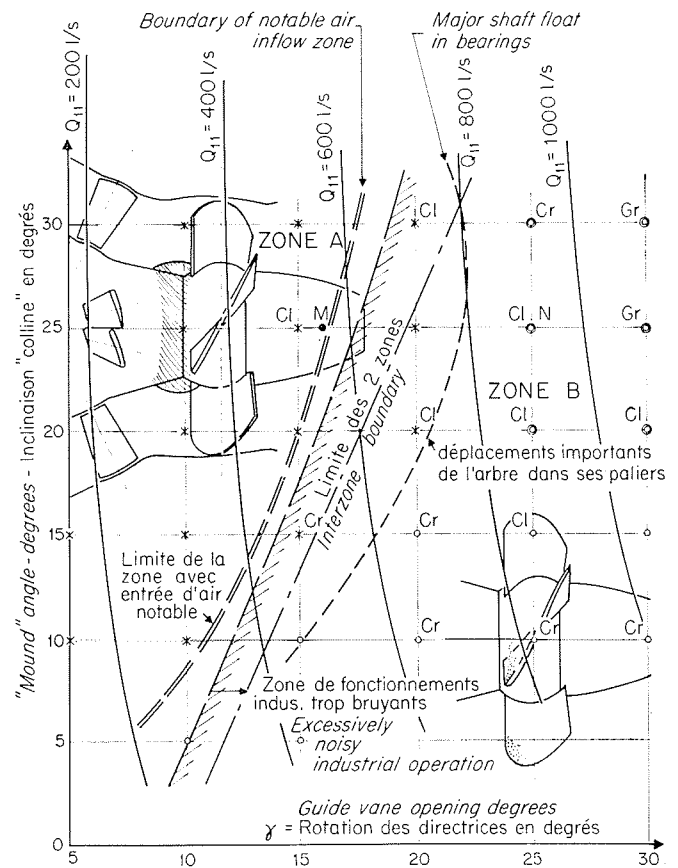 Boundary of notable air
inflow zone
Major shaft float
in bearings
Q11=200 l/s
Q11=400 l/s
Q11=600 l/s
Q11=800 l/s
Q11=1000 l/s
"Mound" angle - degrees - Inclinaison "colline" en degrés
30
Cl
Cr
Gr
ZONE A
25
Cl
M
Cl
N
Gr
ZONE B
20
Cl
Cl
Cl
Limite des 2 zones
Interzone boundary
déplacements importants
de l'arbre dans ses paliers
15
Cr
Cr
Cl
Limite de la
zone avec
entrée d'air
notable
10
Cr
Cr
Cr
Zone de fonctionnements
indus. trop bruyants
Excessively
noisy
industrial operation
5
Guide vane opening degrees
γ = Rotation des directrices en degrés
0
5
10
15
20
25
30